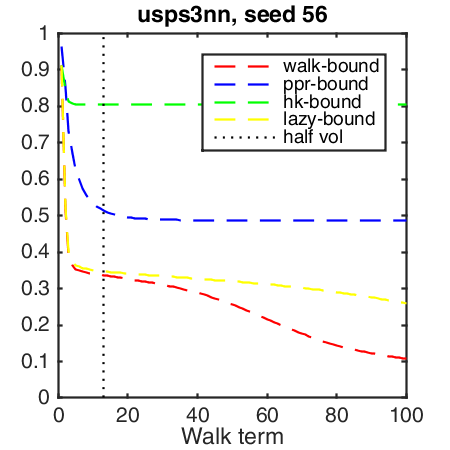 usps3nn, seed 56
1
0.9
0.8
0.7
0.6
0.5
0.4
0.3
0.2
0.1
0
walk-bound
ppr-bound
hk-bound
lazy-bound
half vol
0 20 40 60 80 100
Walk term